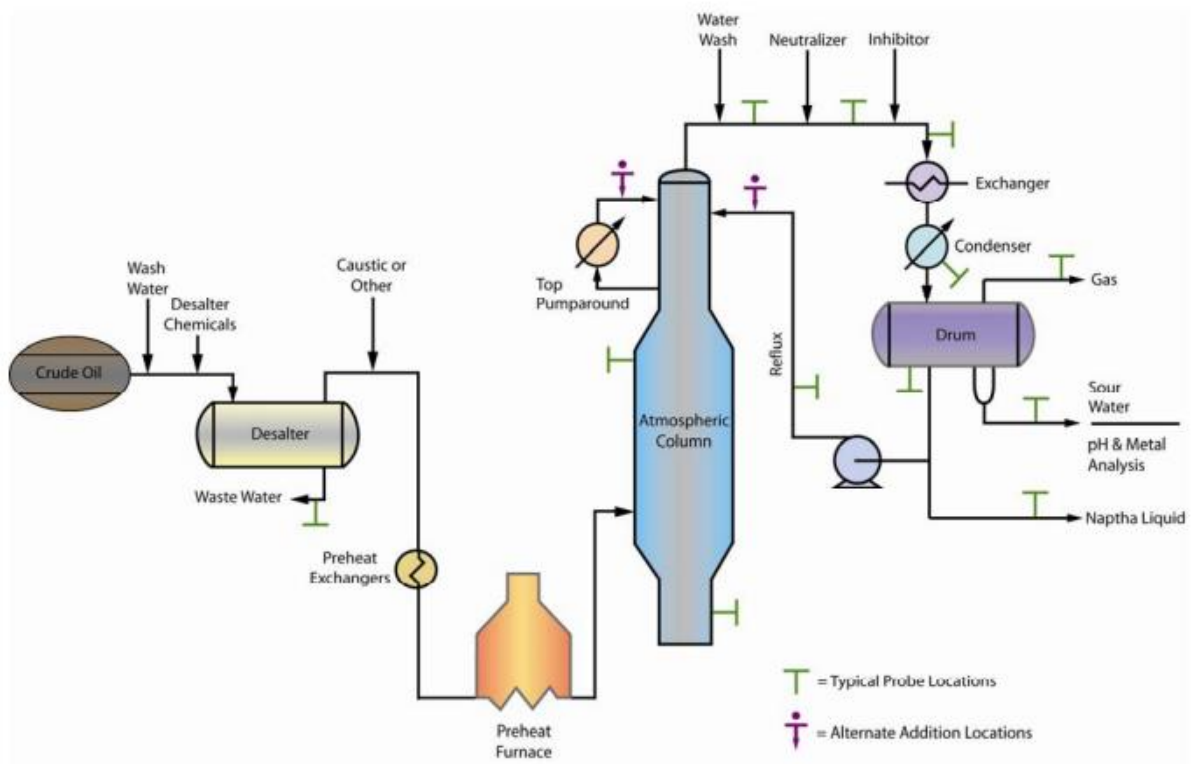 Water
Wash
Neutralizer
Inhibitor
Exchanger
Condenser
Gas
Drum
Sour
Water
pH & Metal
Analysis
Naptha Liquid
Reflux
Top
Pumparound
Atmospheric
Column
Caustic or
Other
Wash
Water
Desalter
Chemicals
Crude Oil
Desalter
Waste Water
Preheat
Exchangers
Preheat
Furnace
= Typical Probe Locations
= Alternate Addition Locations